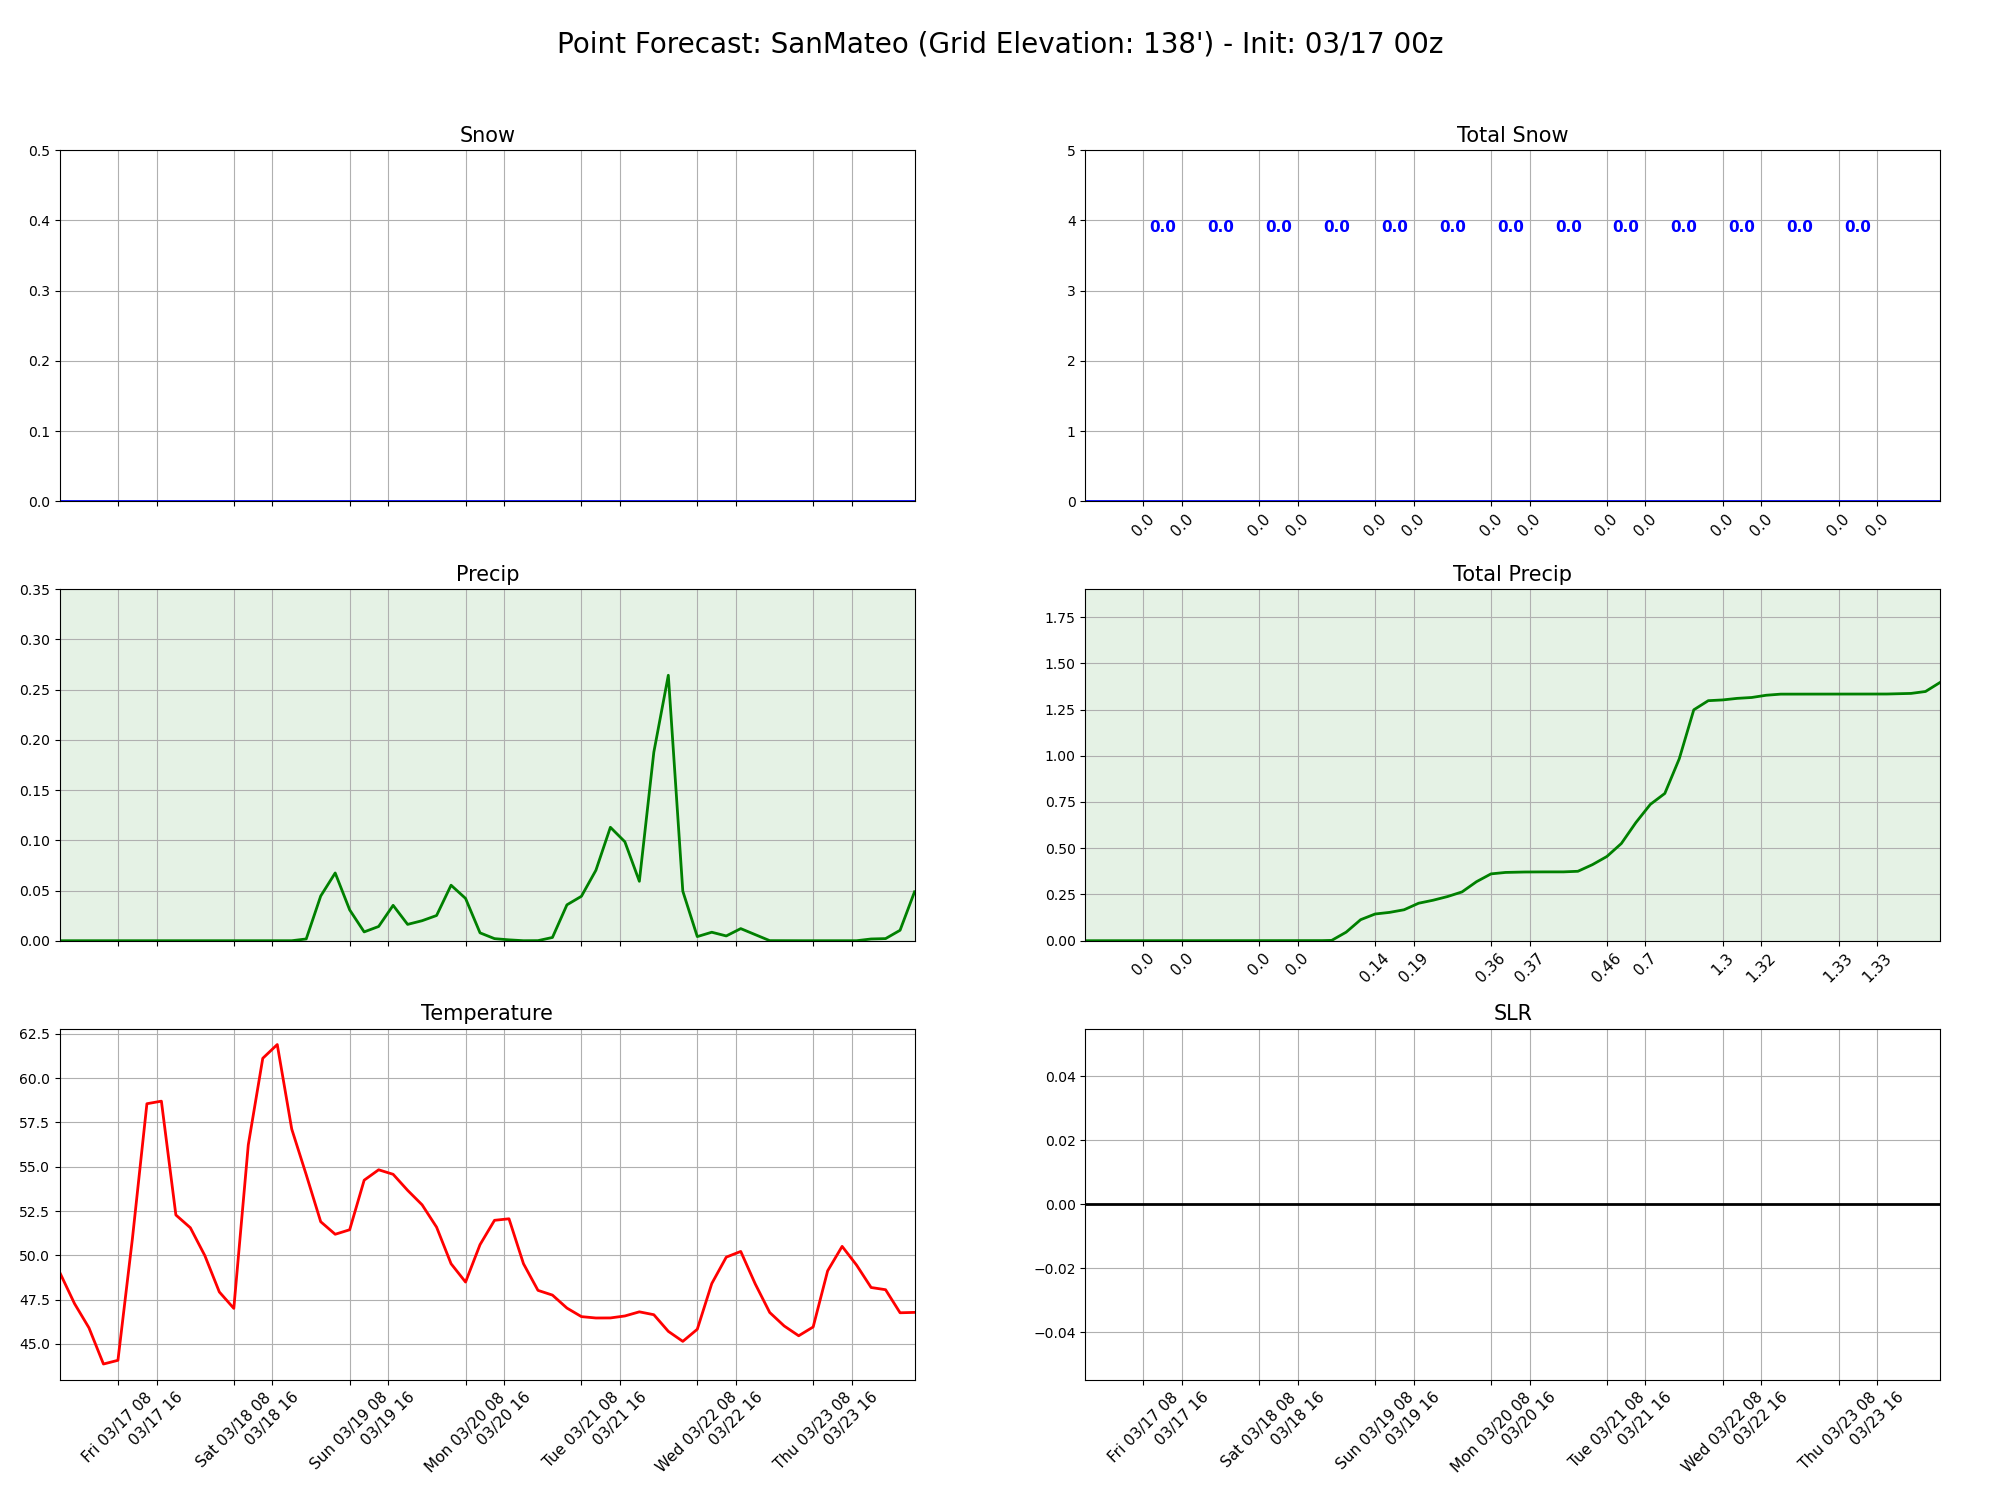 Point Forecast: SanMateo (Grid Elevation: 138') - Init: 03/17 00z
Snow
0.5
0.4
0.3
0.2
0.1
0.0
Total Snow
5
4
3
2
1
0
0.0 0.0 0.0 0.0 0.0 0.0 0.0 0.0 0.0 0.0 0.0 0.0 0.0
0.0 0.0 0.0 0.0 0.0 0.0 0.0 0.0 0.0 0.0 0.0 0.0 0.0 0.0
Precip
0.35
0.30
0.25
0.20
0.15
0.10
0.05
0.00
Total Precip
1.75
1.50
1.25
1.00
0.75
0.50
0.25
0.00
0.0 0.0 0.0 0.0 0.14 0.19 0.36 0.37 0.46 0.7 1.3 1.32 1.33 1.33
Temperature
62.5
60.0
57.5
55.0
52.5
50.0
47.5
45.0
Fri 03/17 08
03/17 16
Sat 03/18 08
03/18 16
Sun 03/19 08
03/19 16
Mon 03/20 08
03/20 16
Tue 03/21 08
03/21 16
Wed 03/22 08
03/22 16
Thu 03/23 08
03/23 16
SLR
0.04
0.02
0.00
−0.02
−0.04
Fri 03/17 08
03/17 16
Sat 03/18 08
03/18 16
Sun 03/19 08
03/19 16
Mon 03/20 08
03/20 16
Tue 03/21 08
03/21 16
Wed 03/22 08
03/22 16
Thu 03/23 08
03/23 16